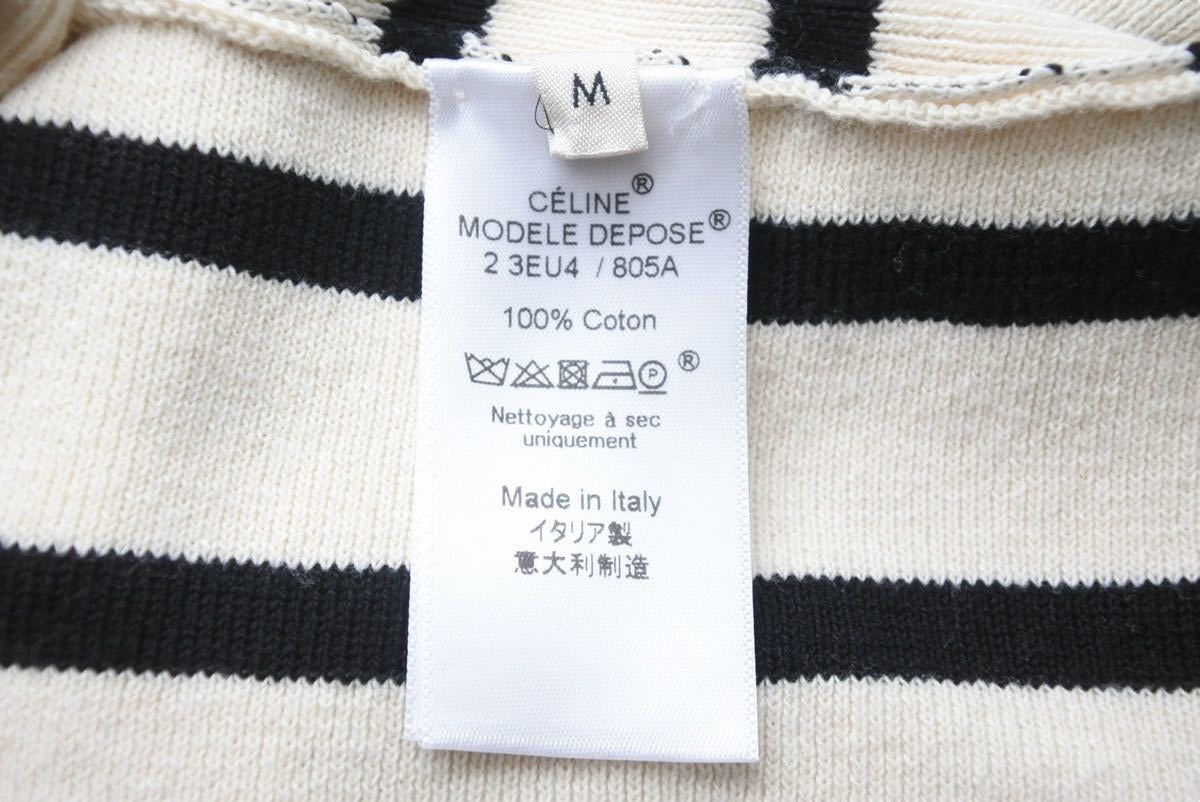 M
CÉLINE®
MODELE DEPOSE®
2 3EU4 / 805A
100% Coton
P ®
Nettoyage à sec
uniquement
Made in Italy
イタリア製
意大利制造